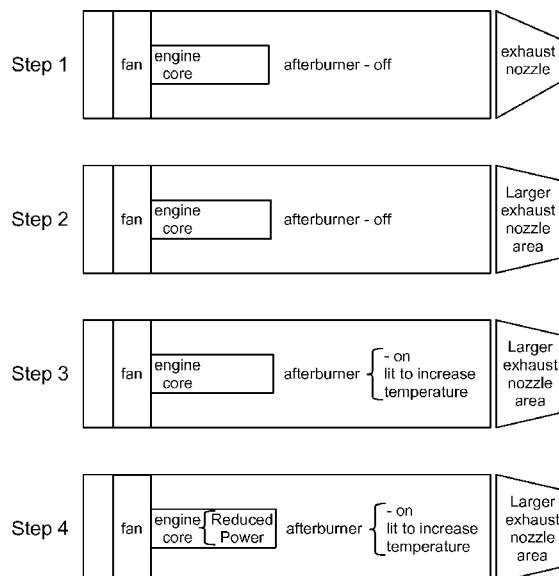 Step 1
fan
engine
core
afterburner - off
exhaust
nozzle
Step 2
fan
engine
core
afterburner - off
Larger
exhaust
nozzle
area
Step 3
fan
engine
core
afterburner
- on
lit to increase
temperature
Larger
exhaust
nozzle
area
Step 4
fan
engine
core
Reduced
Power
afterburner
- on
lit to increase
temperature
Larger
exhaust
nozzle
area